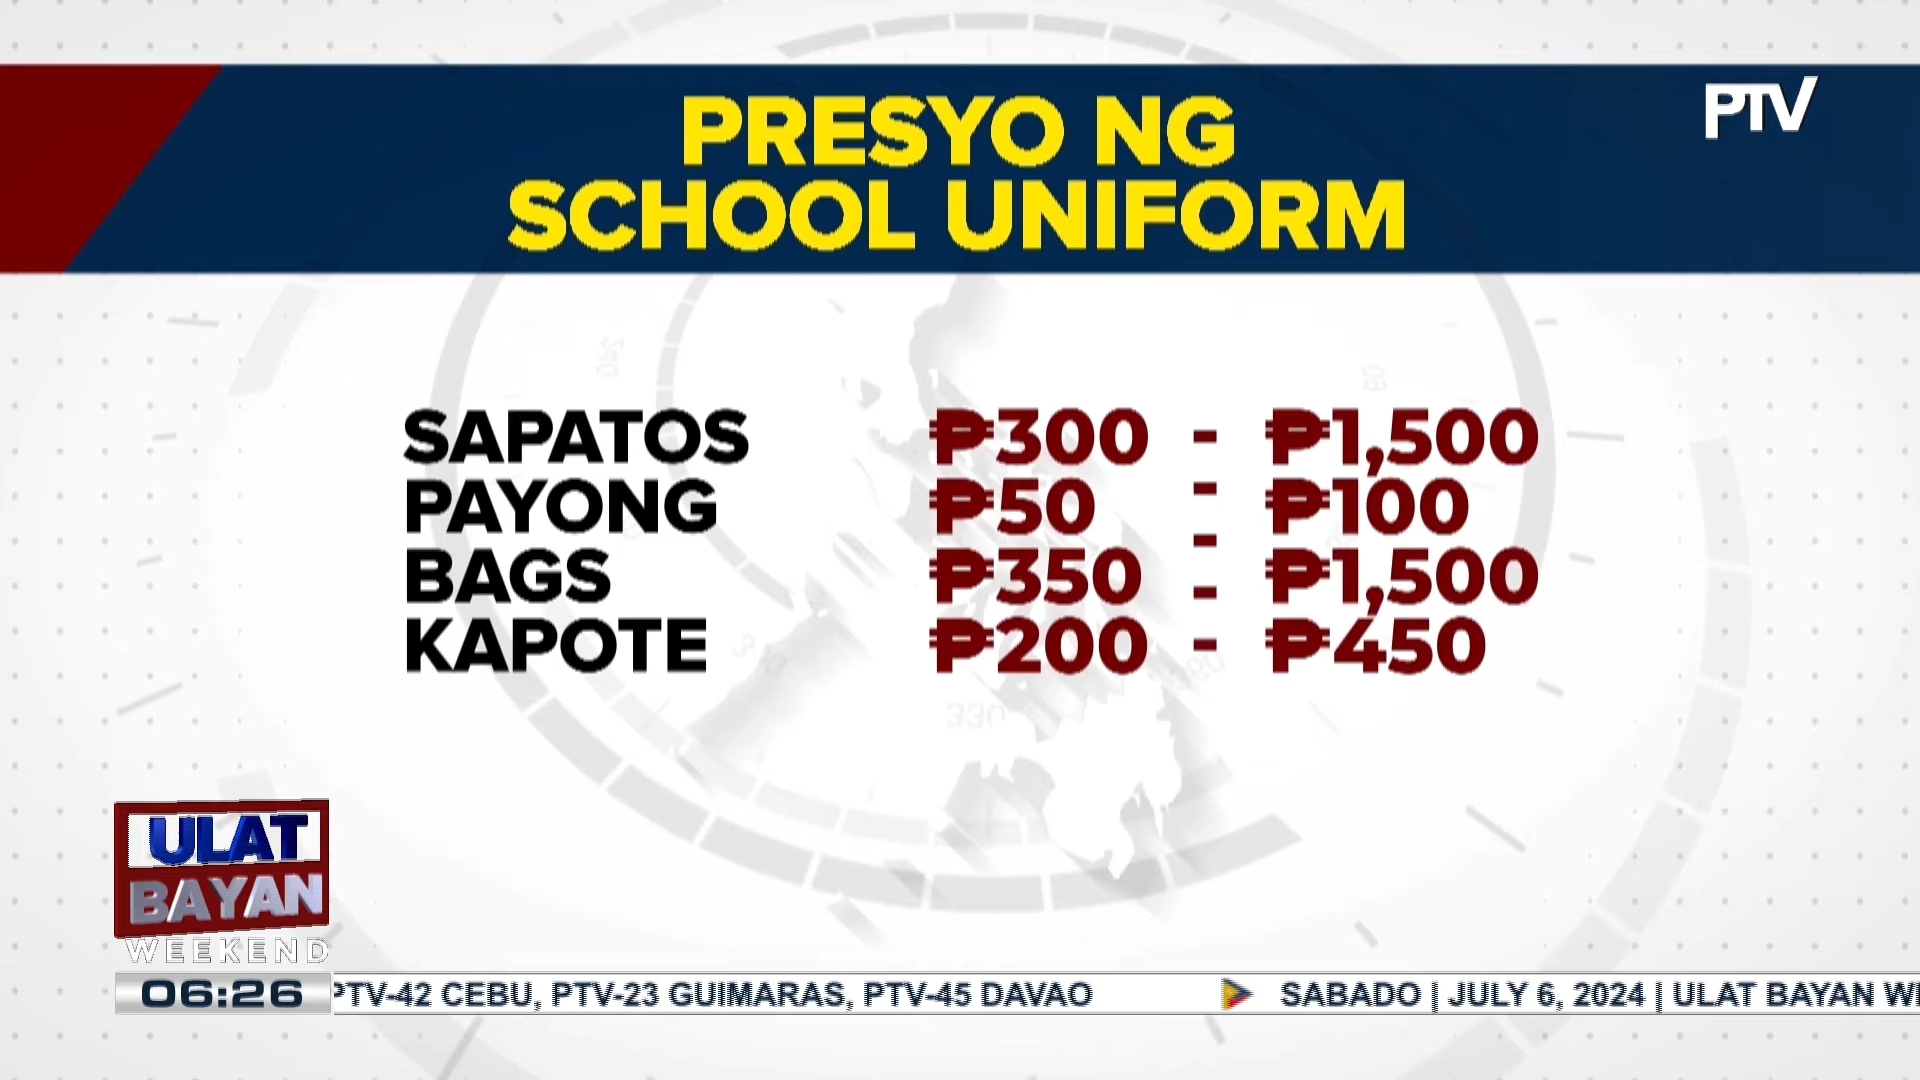 PTV
PRESYO NG
SCHOOL UNIFORM
SAPATOS ₱300 - ₱1,500
PAYONG ₱50 - ₱100
BAGS ₱350 - ₱1,500
KAPOTE ₱200 - ₱450
330
ULAT
BAYAN
WEEKEND
06:26 PTV-42 CEBU, PTV-23 GUIMARAS, PTV-45 DAVAO SABADO | JULY 6, 2024 | ULAT BAYAN